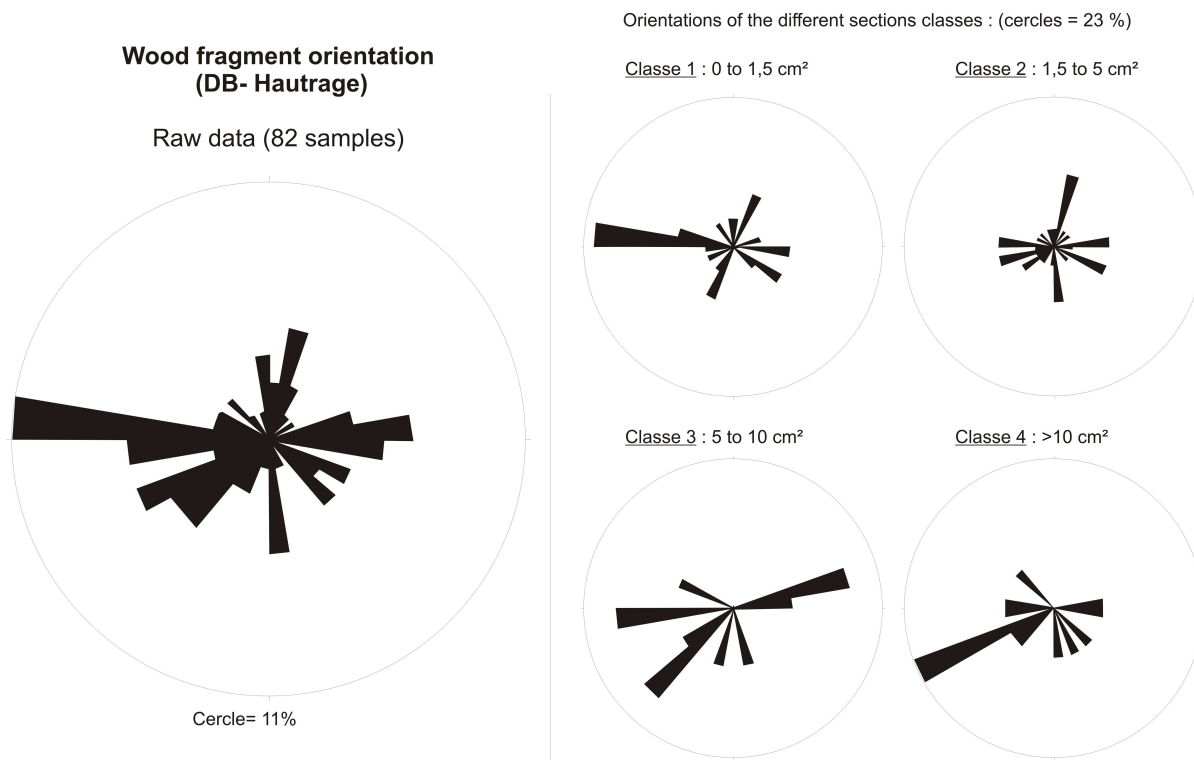 Wood fragment orientation
(DB- Hautrage)
Raw data (82 samples)
Cercle= 11%
Orientations of the different sections classes : (cercles = 23 %)
Classe 1 : 0 to 1,5 cm²
Classe 2 : 1,5 to 5 cm²
Classe 3 : 5 to 10 cm²
Classe 4 : >10 cm²